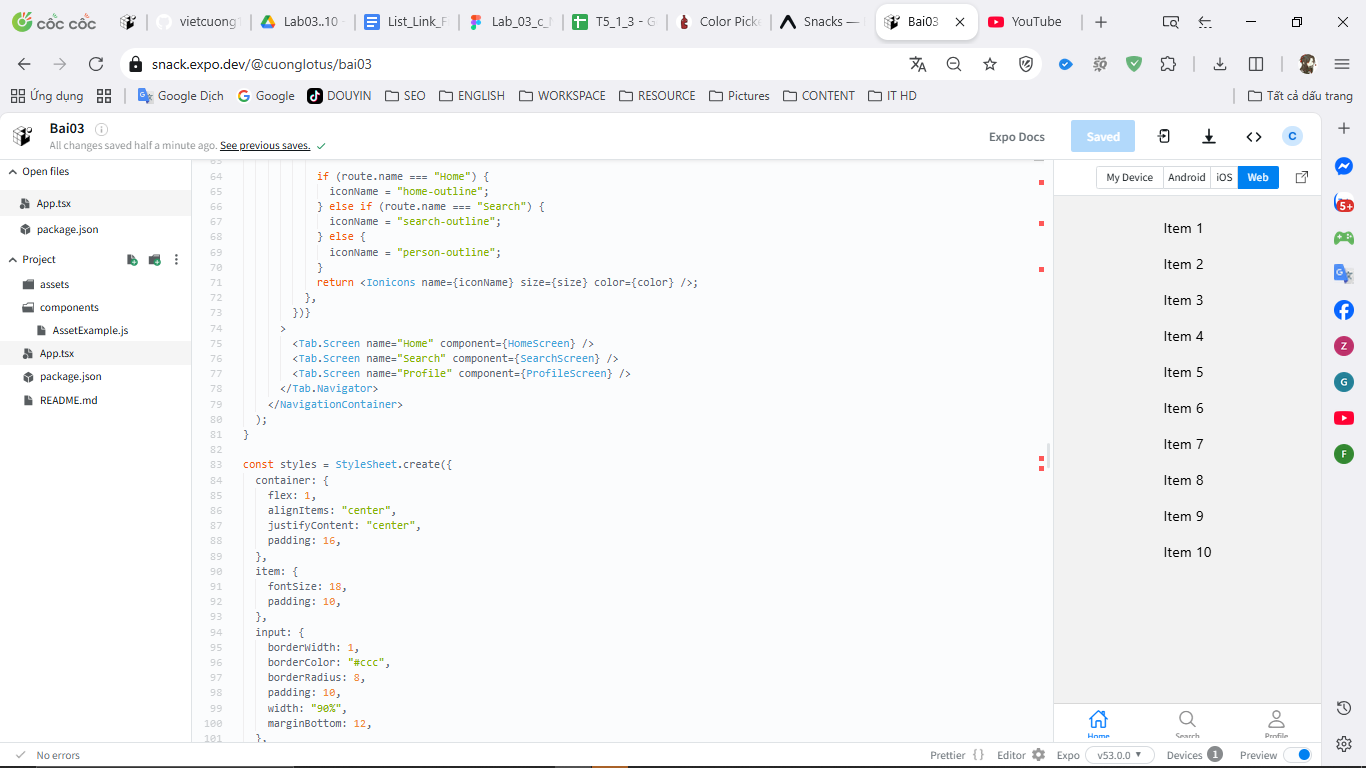 cốc cốc
vietcuong1
Lab03..10 -
List_Link_F
Lab_03_c_N
T5_1_3 - G
Color Picke
Snacks —
Bai03
YouTube
snack.expo.dev/@cuonglotus/bai03
Ứng dụng
Google Dịch
Google
DOUYIN
SEO
ENGLISH
WORKSPACE
RESOURCE
Pictures
CONTENT
IT HD
Tất cả dấu trang
Bai03
All changes saved half a minute ago. See previous saves.
Expo Docs
Saved
C
Open files
App.tsx
package.json
Project
assets
components
AssetExample.js
App.tsx
package.json
README.md
63
64 if (route.name === "Home") {
65 iconName = "home-outline";
66 } else if (route.name === "Search") {
67 iconName = "search-outline";
68 } else {
69 iconName = "person-outline";
70 }
71 return <Ionicons name={iconName} size={size} color={color} />;
72 },
73 })}
74 >
75 <Tab.Screen name="Home" component={HomeScreen} />
76 <Tab.Screen name="Search" component={SearchScreen} />
77 <Tab.Screen name="Profile" component={ProfileScreen} />
78 </Tab.Navigator>
79 </NavigationContainer>
80 );
81 }
82
83 const styles = StyleSheet.create({
84 container: {
85 flex: 1,
86 alignItems: "center",
87 justifyContent: "center",
88 padding: 16,
89 },
90 item: {
91 fontSize: 18,
92 padding: 10,
93 },
94 input: {
95 borderWidth: 1,
96 borderColor: "#ccc",
97 borderRadius: 8,
98 padding: 10,
99 width: "90%",
100 marginBottom: 12,
101 },
My Device
Android
iOS
Web
Item 1
Item 2
Item 3
Item 4
Item 5
Item 6
Item 7
Item 8
Item 9
Item 10
Home
Search
Profile
5+
Z
G
F
No errors
Prettier { }
Editor
Expo
v53.0.0
Devices 1
Preview